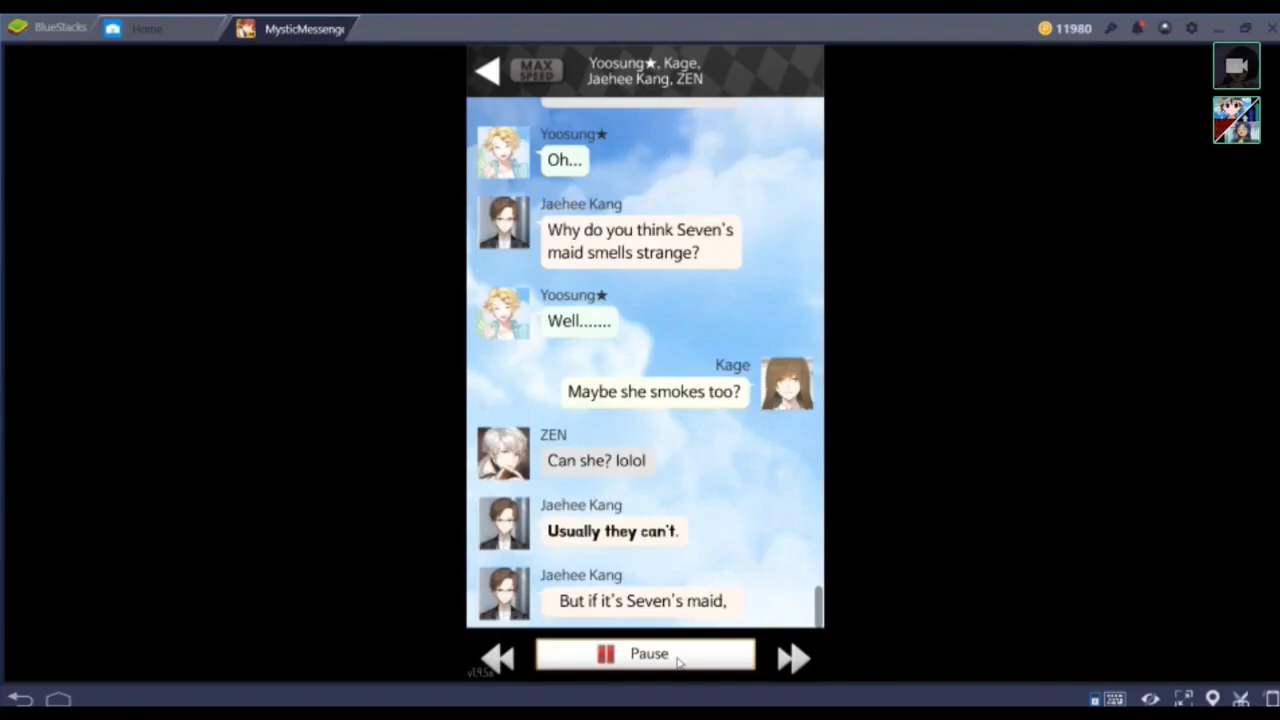 BlueStacks
Home
MysticMesseng
11980
MAX
SPEED
Yoosung★, Kage,
Jaehee Kang, ZEN
Yoosung★
Oh...
Jaehee Kang
Why do you think Seven's
maid smells strange?
Yoosung★
Well.......
Kage
Maybe she smokes too?
ZEN
Can she? lolol
Jaehee Kang
Usually they can't.
Jaehee Kang
But if it's Seven's maid,
Pause